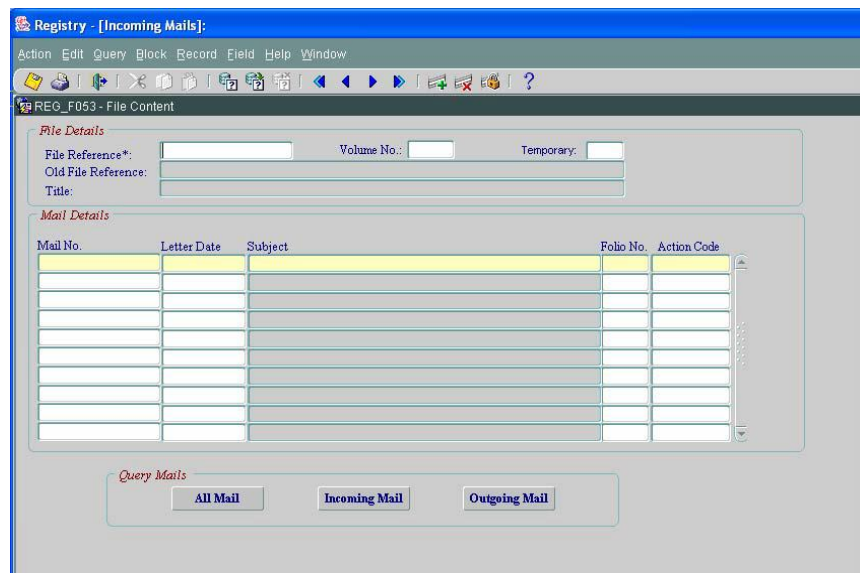 Registry - [Incoming Mails]:
Action Edit Query Block Record Field Help Window
REG_F053 - File Content
File Details
File Reference*: Volume No.: Temporary:
Old File Reference:
Title:
Mail Details
Mail No. Letter Date Subject Folio No. Action Code
Query Mails
All Mail Incoming Mail Outgoing Mail